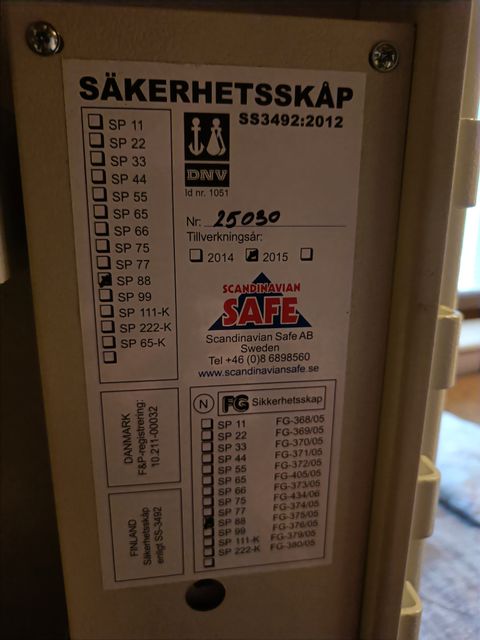 SÄKERHETSSKÅP
SS3492:2012
SP 11
SP 22
SP 33
SP 44
SP 55
SP 65
SP 66
SP 75
SP 77
SP 88
SP 99
SP 111-K
SP 222-K
SP 65-K
DNV
Id nr. 1051
Nr: 25030
Tillverkningsår:
2014 2015
SCANDINAVIAN
SAFE
Scandinavian Safe AB
Sweden
Tel +46 (0)8 6898560
www.scandinaviansafe.se
DANMARK
F&P-registrering:
10.211-00032
FINLAND
Säkerhetsskåp
enligt SS-3492
N FG Sikkerhetsskap
SP 11 FG-368/05
SP 22 FG-369/05
SP 33 FG-370/05
SP 44 FG-371/05
SP 55 FG-372/05
SP 65 FG-405/05
SP 66 FG-373/05
SP 75 FG-434/06
SP 77 FG-374/05
SP 88 FG-375/05
SP 99 FG-376/05
SP 111-K FG-379/05
SP 222-K FG-380/05